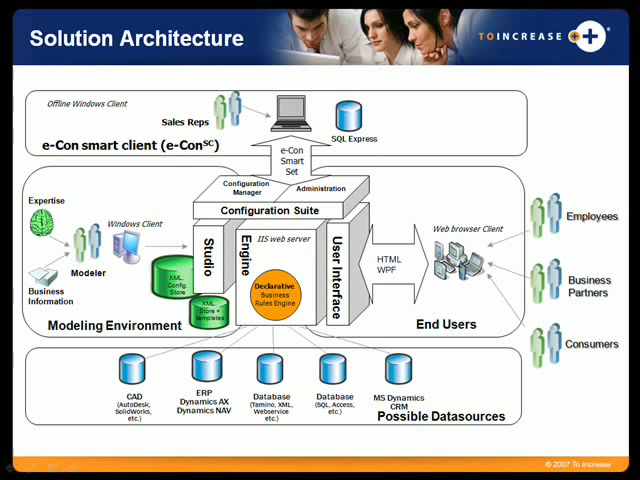 Solution Architecture
TOINCREASE
Offline Windows Client
Sales Reps
SQL Express
e-Con smart client (e-Conˢᶜ)
e-Con
Smart
Set
Configuration
Manager
Administration
Configuration Suite
Expertise
Windows Client
Modeler
Business
Information
Modeling Environment
Studio
XML
Config.
Store
XML
Store +
templates
Engine
IIS web server
Declarative
Business
Rules Engine
User Interface
HTML
WPF
Web browser Client
End Users
Employees
Business
Partners
Consumers
CAD
(AutoDesk,
SolidWorks,
etc.)
ERP
Dynamics AX
Dynamics NAV
Database
(Tamino, XML,
Webservice
etc.)
Database
(SQL, Access,
etc.)
MS Dynamics
CRM
Possible Datasources
© 2007 To Increase